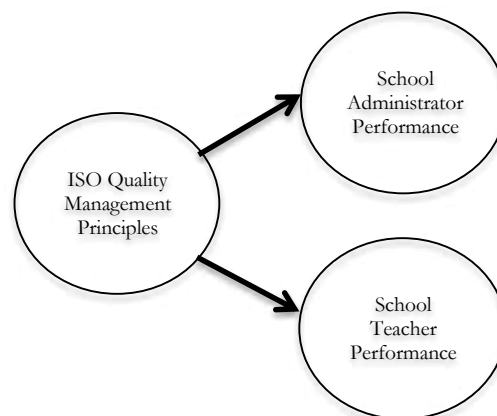 School
Administrator
Performance
ISO Quality
Management
Principles
School
Teacher
Performance